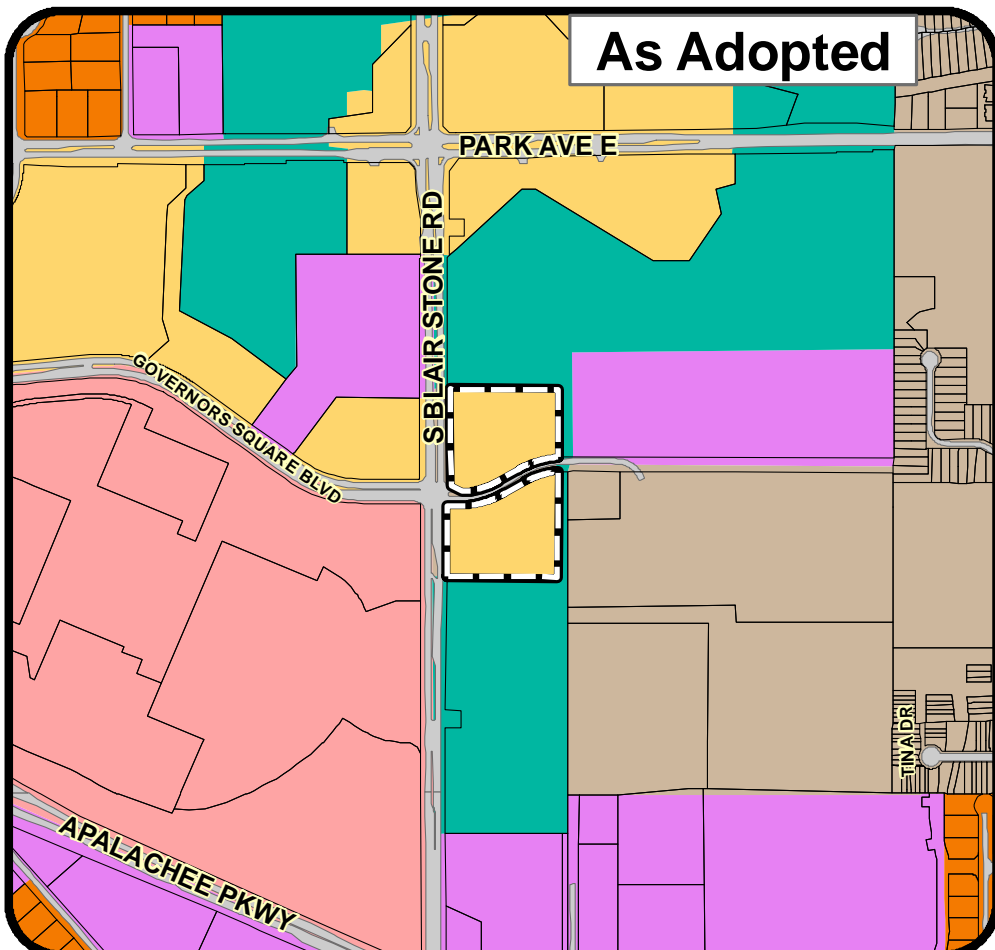 As Adopted
PARK AVE E
S BLAIR STONE RD
GOVERNORS SQUARE BLVD
TINA DR
APALACHEE PKWY